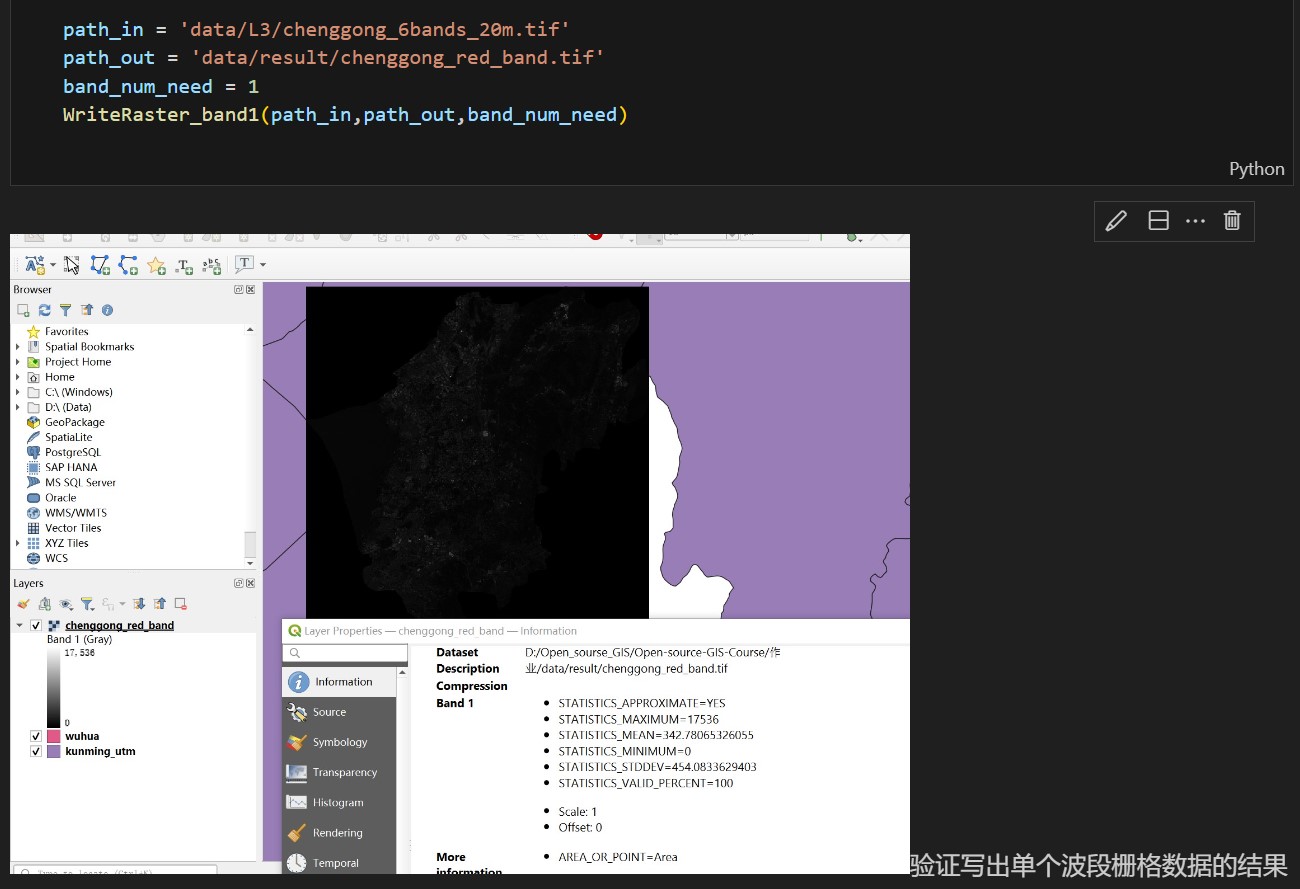 path_in = 'data/L3/chenggong_6bands_20m.tif'
path_out = 'data/result/chenggong_red_band.tif'
band_num_need = 1
WriteRaster_band1(path_in,path_out,band_num_need)
Python
Browser
Favorites
Spatial Bookmarks
Project Home
Home
C:\ (Windows)
D:\ (Data)
GeoPackage
SpatiaLite
PostgreSQL
SAP HANA
MS SQL Server
Oracle
WMS/WMTS
Vector Tiles
XYZ Tiles
WCS
Layers
chenggong_red_band
Band 1 (Gray)
17,536
0
wuhua
kunming_utm
Layer Properties — chenggong_red_band — Information
Information
Source
Symbology
Transparency
Histogram
Rendering
Temporal
Dataset D:/Open_sourse_GIS/Open-source-GIS-Course/作
Description 业/data/result/chenggong_red_band.tif
Compression
Band 1
STATISTICS_APPROXIMATE=YES
STATISTICS_MAXIMUM=17536
STATISTICS_MEAN=342.78065326055
STATISTICS_MINIMUM=0
STATISTICS_STDDEV=454.0833629403
STATISTICS_VALID_PERCENT=100
Scale: 1
Offset: 0
More AREA_OR_POINT=Area
information
验证写出单个波段栅格数据的结果